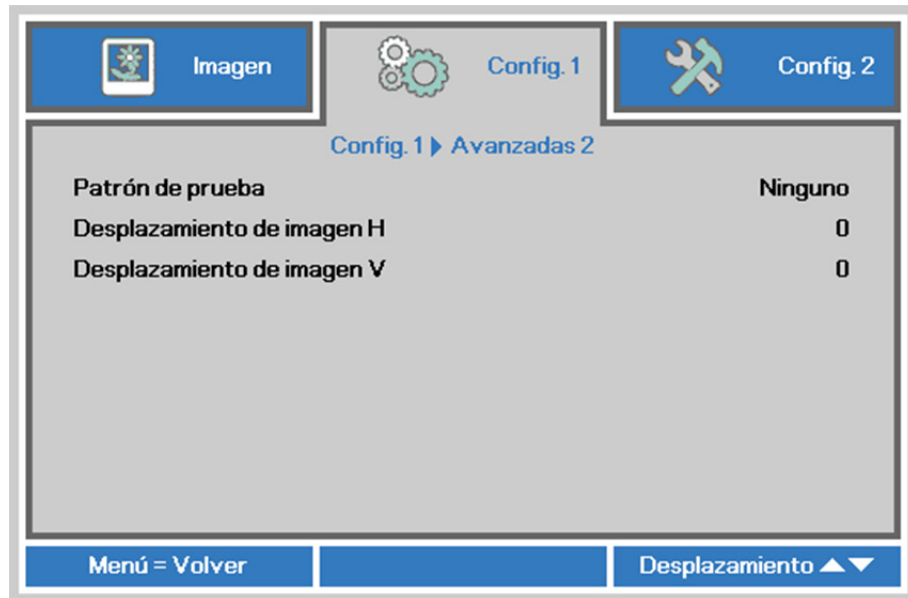 Imagen Config. 1 Config. 2
Config. 1 ▶ Avanzadas 2
Patrón de prueba Ninguno
Desplazamiento de imagen H 0
Desplazamiento de imagen V 0
Menú = Volver Desplazamiento ▲▼